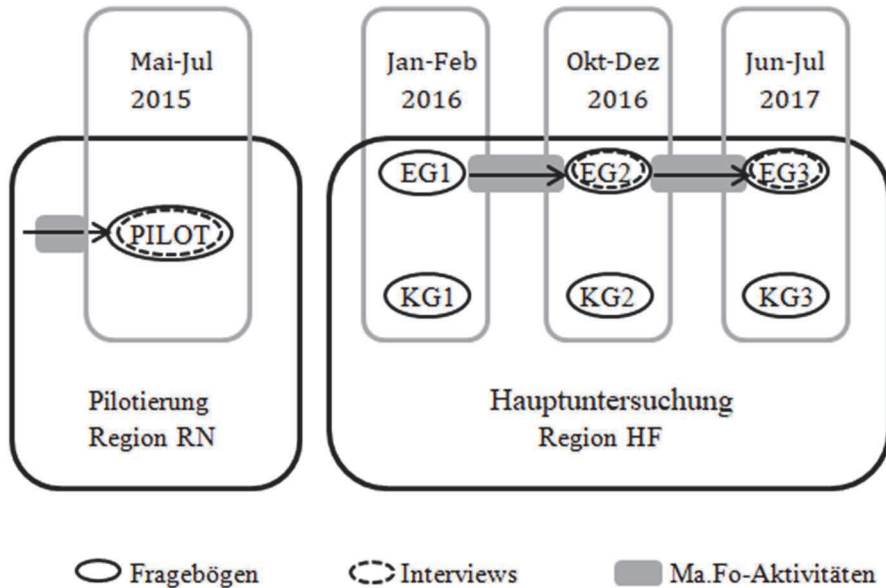 Mai-Jul
2015
Jan-Feb
2016
Okt-Dez
2016
Jun-Jul
2017
PILOT
EG1
EG2
EG3
KG1
KG2
KG3
Pilotierung
Region RN
Hauptuntersuchung
Region HF
Fragebögen
Interviews
Ma.Fo-Aktivitäten